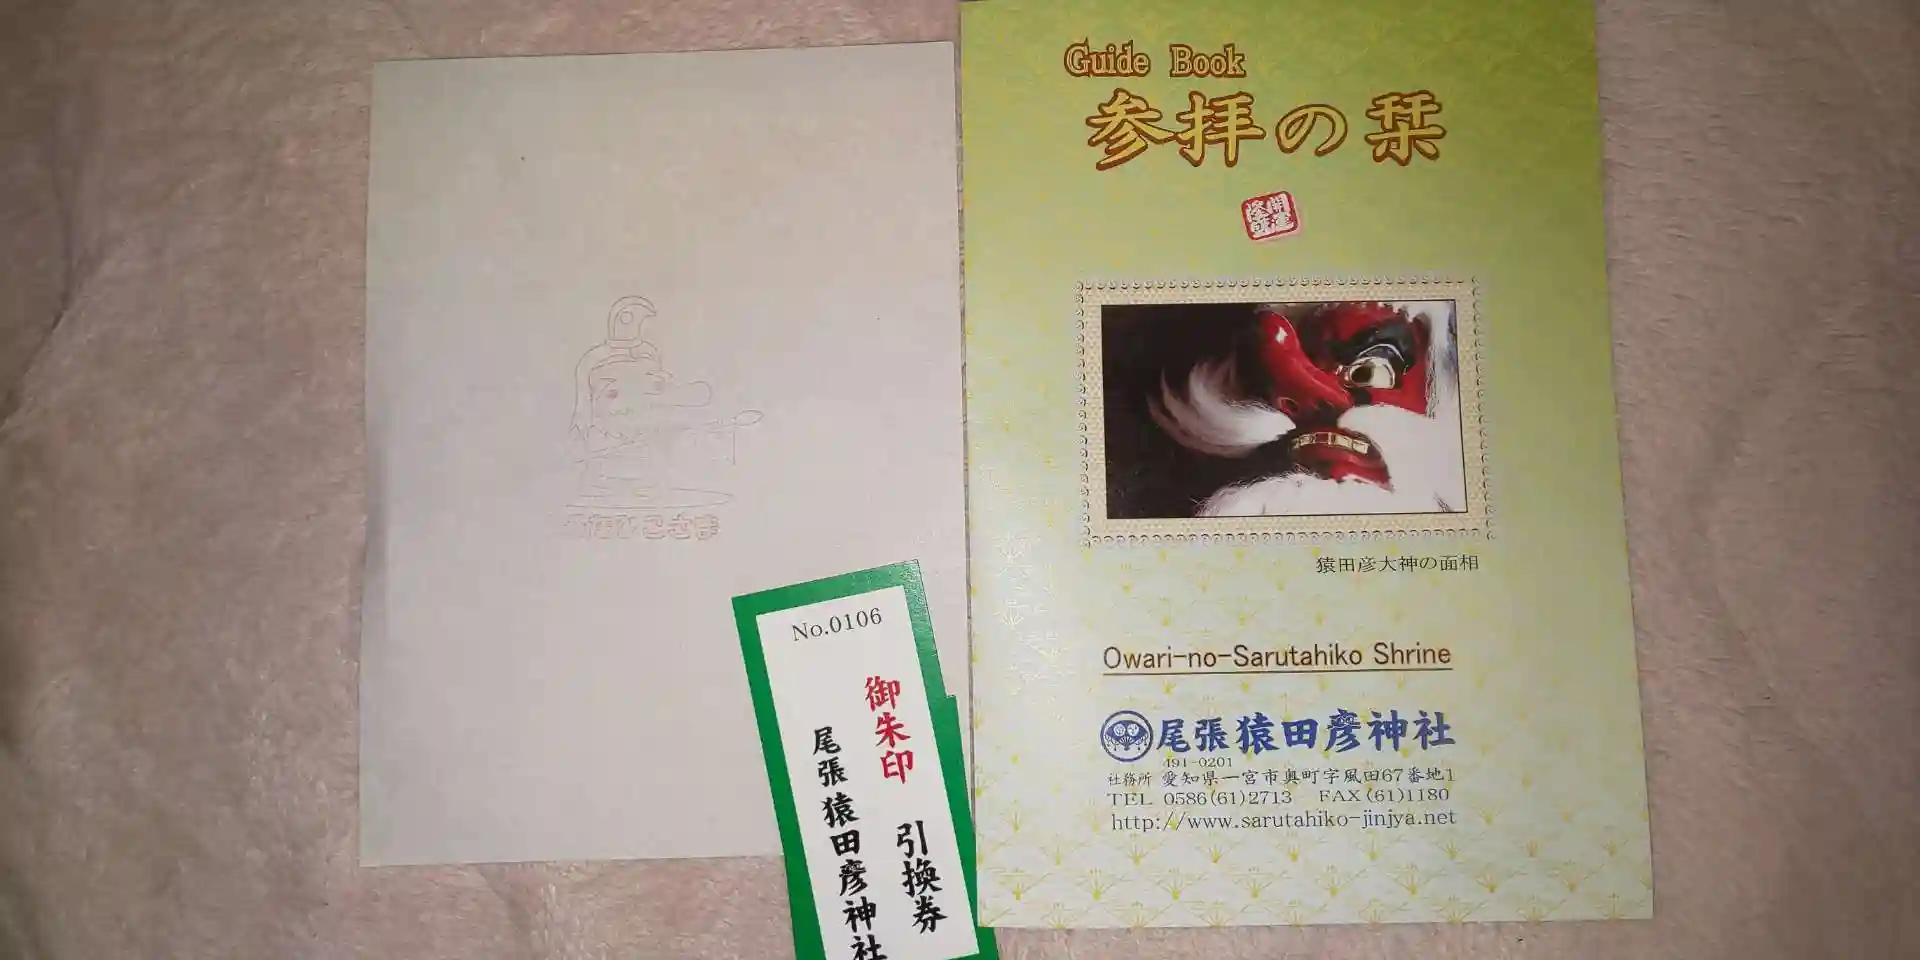 Guide Book
参拝の栞
猿田彦大神の面相
Owari-no-Sarutahiko Shrine
尾張猿田彦神社
491-0201
社務所 愛知県一宮市奥町字風田67番地1
TEL 0586(61)2713 FAX(61)1180
http://www.sarutahiko-jinjya.net
No.0106
御朱印 引換券
尾張猿田彦神社